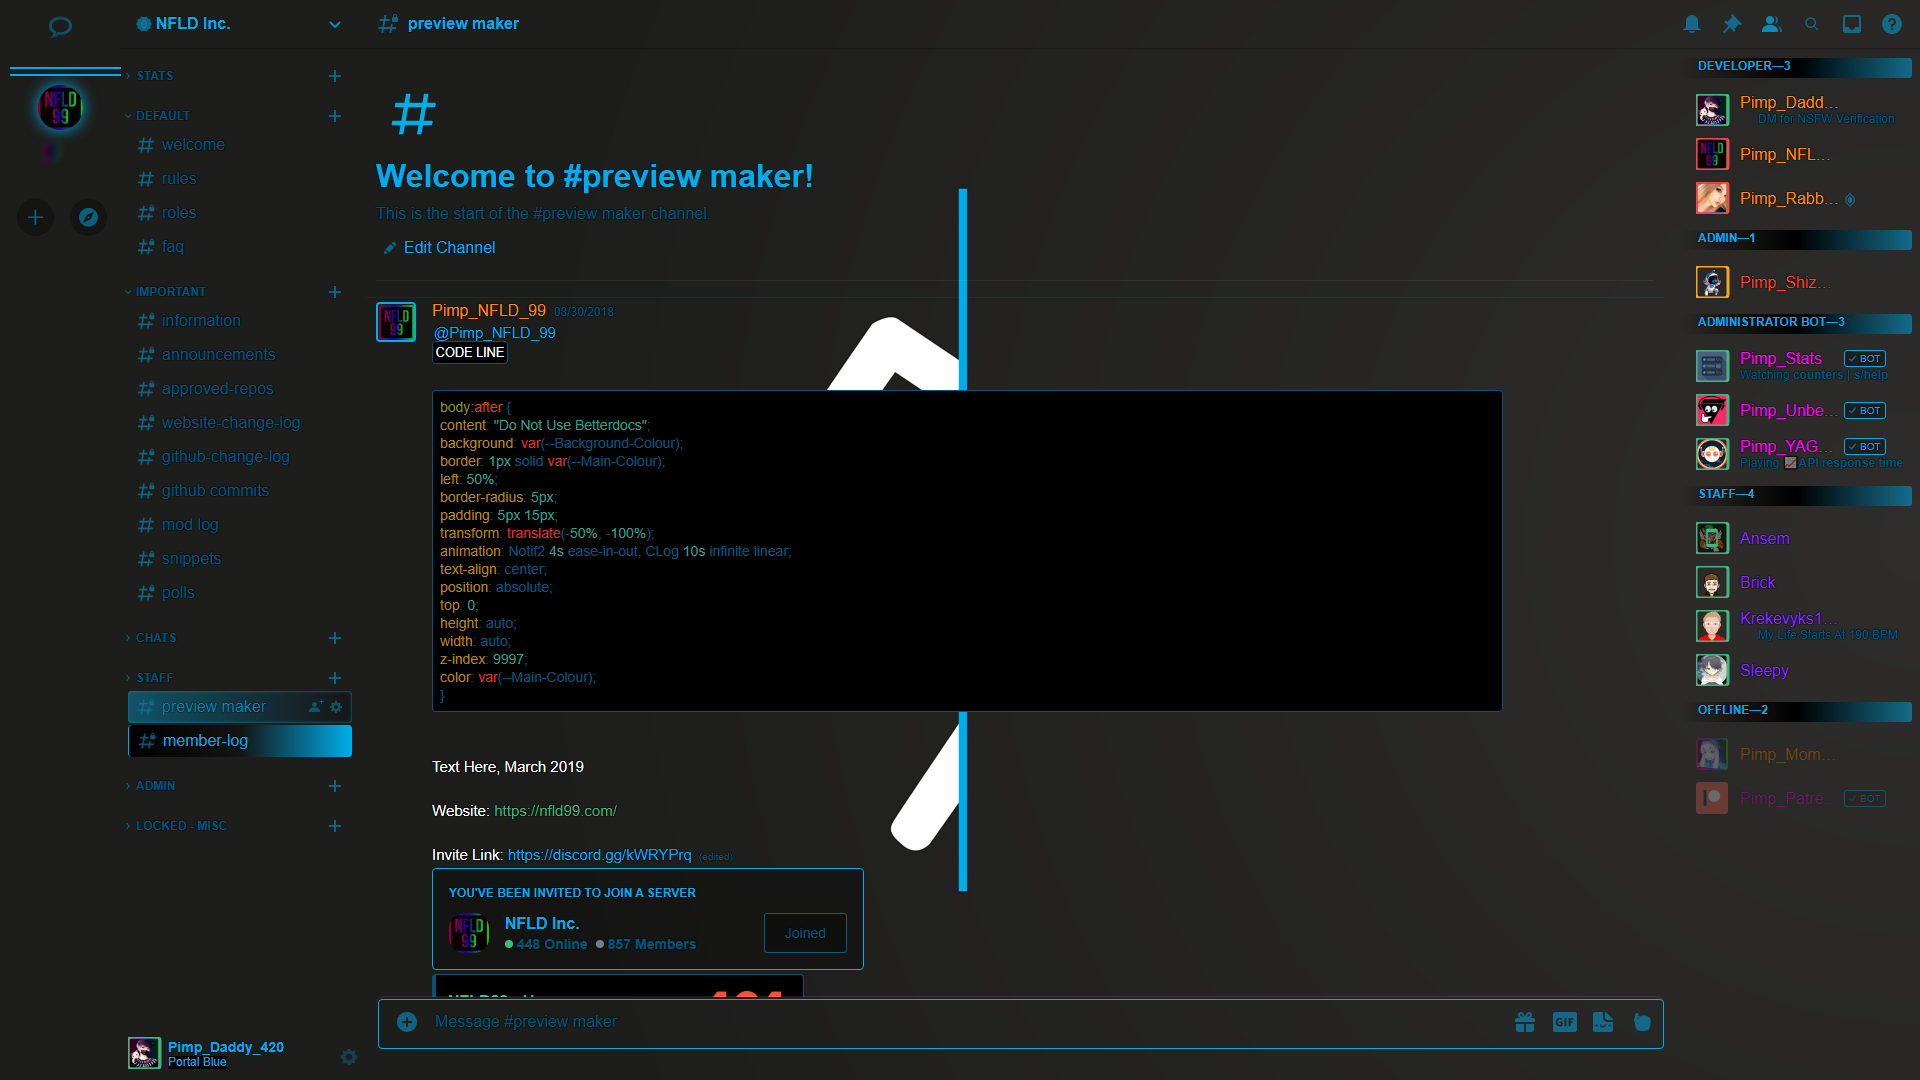 NFLD Inc.
preview maker
NFLD
99
STATS
DEFAULT
welcome
rules
roles
faq
IMPORTANT
information
announcements
approved-repos
website-change-log
github-change-log
github commits
mod log
snippets
polls
CHATS
STAFF
preview maker
member-log
ADMIN
LOCKED - MISC
Pimp_Daddy_420
Portal Blue
Welcome to #preview maker!
This is the start of the #preview maker channel.
Edit Channel
NFLD
99
Pimp_NFLD_99 08/30/2018
@Pimp_NFLD_99
CODE LINE
body:after {
content: "Do Not Use Betterdocs";
background: var(--Background-Colour);
border: 1px solid var(--Main-Colour);
left: 50%;
border-radius: 5px;
padding: 5px 15px;
transform: translate(-50%, -100%);
animation: Notif2 4s ease-in-out, CLog 10s infinite linear;
text-align: center;
position: absolute;
top: 0;
height: auto;
width: auto;
z-index: 9997;
color: var(--Main-Colour);
}
Text Here, March 2019
Website: https://nfld99.com/
Invite Link: https://discord.gg/kWRYPrq (edited)
YOU'VE BEEN INVITED TO JOIN A SERVER
NFLD
99
NFLD Inc.
448 Online 857 Members
Joined
Message #preview maker
GIF
DEVELOPER—3
Pimp_Dadd...
DM for NSFW Verification
NFLD
99
Pimp_NFL...
Pimp_Rabb...
ADMIN—1
Pimp_Shiz...
ADMINISTRATOR BOT—3
Pimp_Stats ✓ BOT
Watching counters | s/help
Pimp_Unbe... ✓ BOT
Pimp_YAG... ✓ BOT
Playing API response time
STAFF—4
Ansem
Brick
Krekevyks1...
My Life Starts At 190 BPM
Sleepy
OFFLINE—2
Pimp_Mom...
Pimp_Patre ✓ BOT